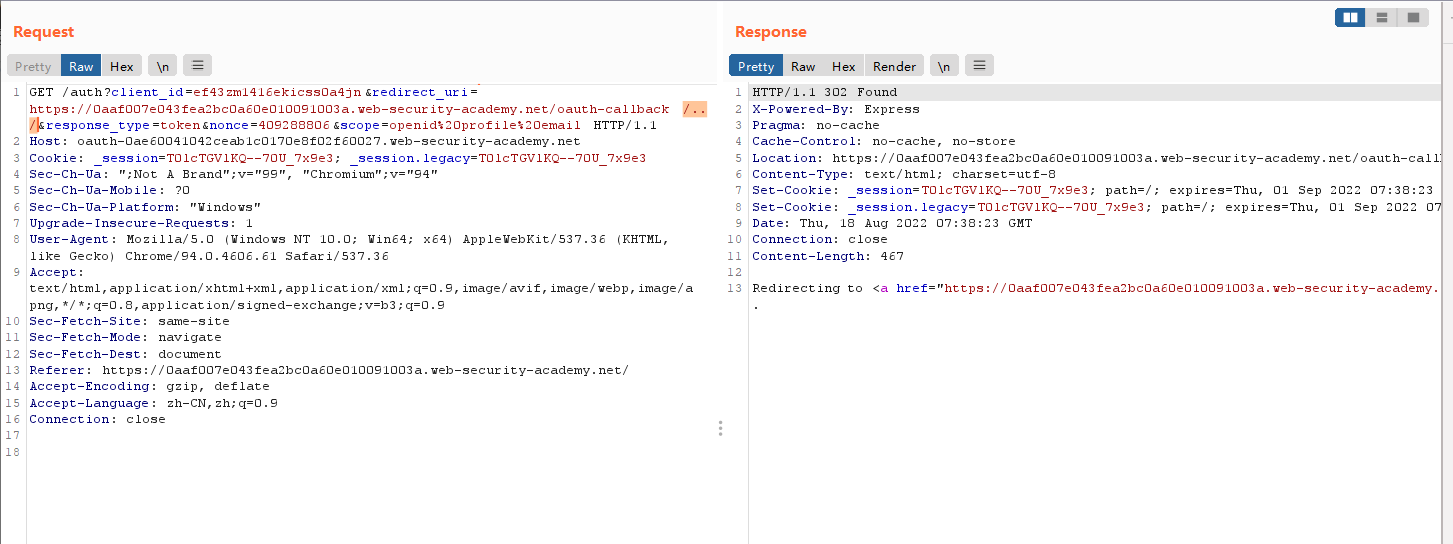 Request
Response
Pretty Raw Hex \n
Pretty Raw Hex Render \n
1 GET /auth?client_id=ef43zm1416ekicss0a4jn&redirect_uri=
https://0aaf007e043fea2bc0a60e010091003a.web-security-academy.net/oauth-callback/..
/&response_type=token&nonce=409288806&scope=openid%20profile%20email HTTP/1.1
2 Host: oauth-0ae60041042ceab1c0170e8f02f60027.web-security-academy.net
3 Cookie: _session=TOlcTGVlKQ--70U_7x9e3; _session.legacy=TOlcTGVlKQ--70U_7x9e3
4 Sec-Ch-Ua: ";Not A Brand";v="99", "Chromium";v="94"
5 Sec-Ch-Ua-Mobile: ?0
6 Sec-Ch-Ua-Platform: "Windows"
7 Upgrade-Insecure-Requests: 1
8 User-Agent: Mozilla/5.0 (Windows NT 10.0; Win64; x64) AppleWebKit/537.36 (KHTML,
like Gecko) Chrome/94.0.4606.61 Safari/537.36
9 Accept:
text/html,application/xhtml+xml,application/xml;q=0.9,image/avif,image/webp,image/a
png,*/*;q=0.8,application/signed-exchange;v=b3;q=0.9
10 Sec-Fetch-Site: same-site
11 Sec-Fetch-Mode: navigate
12 Sec-Fetch-Dest: document
13 Referer: https://0aaf007e043fea2bc0a60e010091003a.web-security-academy.net/
14 Accept-Encoding: gzip, deflate
15 Accept-Language: zh-CN,zh;q=0.9
16 Connection: close
17
18
1 HTTP/1.1 302 Found
2 X-Powered-By: Express
3 Pragma: no-cache
4 Cache-Control: no-cache, no-store
5 Location: https://0aaf007e043fea2bc0a60e010091003a.web-security-academy.net/oauth-call
6 Content-Type: text/html; charset=utf-8
7 Set-Cookie: _session=TOlcTGVlKQ--70U_7x9e3; path=/; expires=Thu, 01 Sep 2022 07:38:23
8 Set-Cookie: _session.legacy=TOlcTGVlKQ--70U_7x9e3; path=/; expires=Thu, 01 Sep 2022 07
9 Date: Thu, 18 Aug 2022 07:38:23 GMT
10 Connection: close
11 Content-Length: 467
12
13 Redirecting to <a href="https://0aaf007e043fea2bc0a60e010091003a.web-security-academy.
.